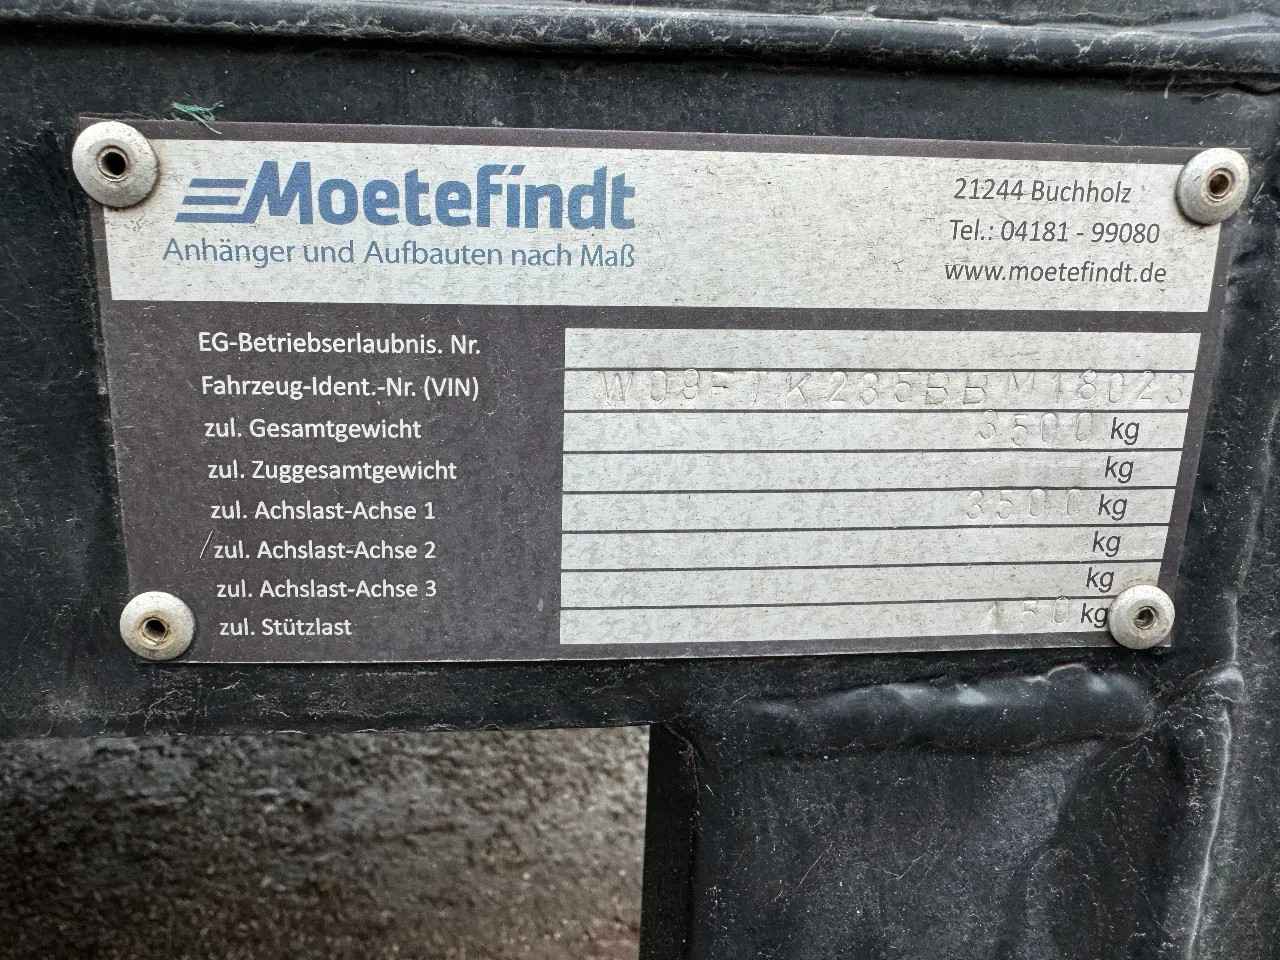 Moetefindt
Anhänger und Aufbauten nach Maß
21244 Buchholz
Tel.: 04181 - 99080
www.moetefindt.de
EG-Betriebserlaubnis. Nr.
Fahrzeug-Ident.-Nr. (VIN)
zul. Gesamtgewicht 3500 kg
zul. Zuggesamtgewicht kg
zul. Achslast-Achse 1 3500 kg
zul. Achslast-Achse 2 kg
zul. Achslast-Achse 3 kg
zul. Stützlast kg